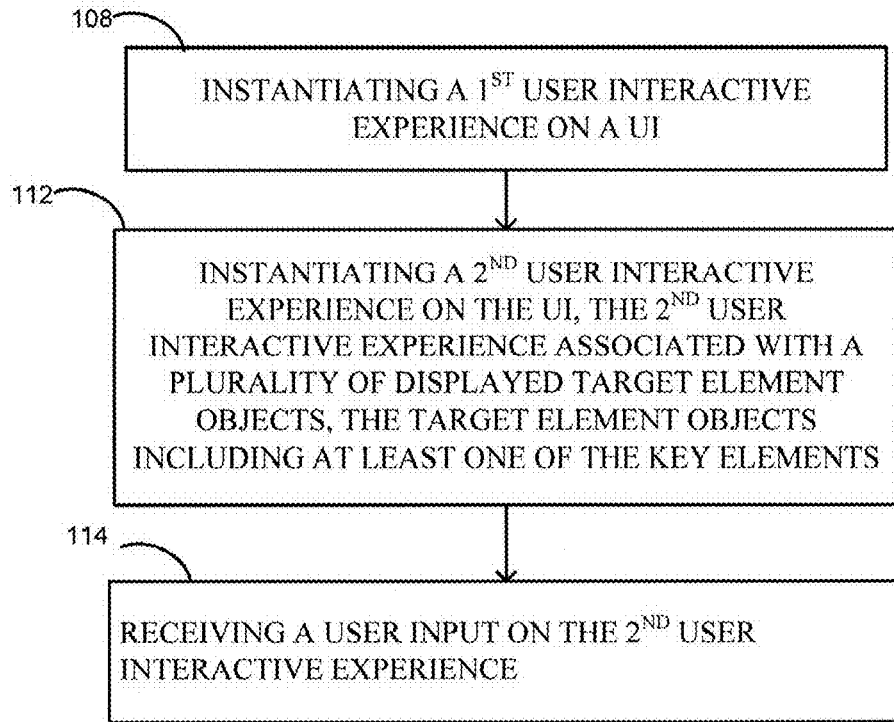 108
INSTANTIATING A 1ST USER INTERACTIVE
EXPERIENCE ON A UI
112
INSTANTIATING A 2ND USER INTERACTIVE
EXPERIENCE ON THE UI, THE 2ND USER
INTERACTIVE EXPERIENCE ASSOCIATED WITH A
PLURALITY OF DISPLAYED TARGET ELEMENT
OBJECTS, THE TARGET ELEMENT OBJECTS
INCLUDING AT LEAST ONE OF THE KEY ELEMENTS
114
RECEIVING A USER INPUT ON THE 2ND USER
INTERACTIVE EXPERIENCE